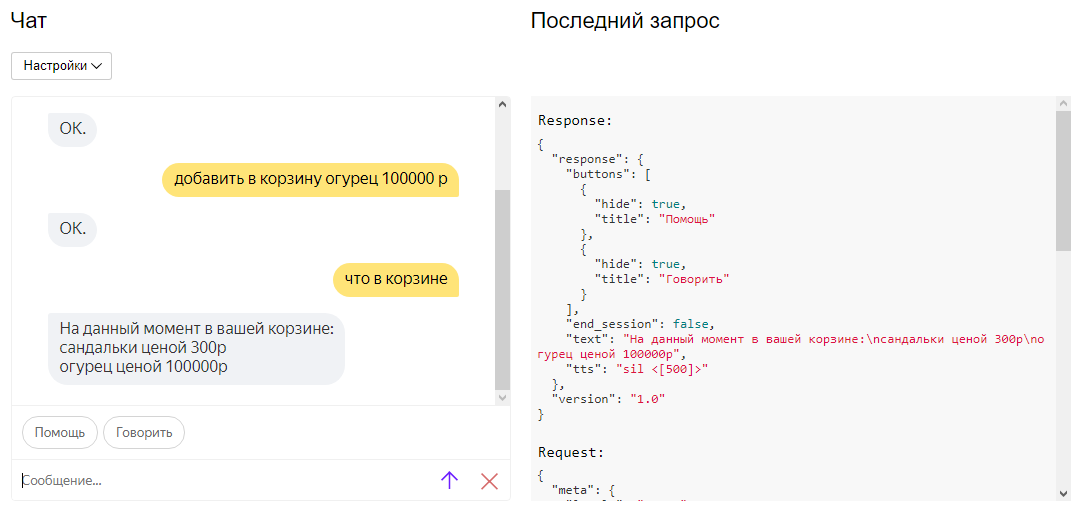 Чат
Настройки
ОК.
добавить в корзину огурец 100000 р
ОК.
что в корзине
На данный момент в вашей корзине:
сандальки ценой 300р
огурец ценой 100000р
Помощь
Говорить
Сообщение...
Последний запрос
Response:
{
"response": {
"buttons": [
{
"hide": true,
"title": "Помощь"
},
{
"hide": true,
"title": "Говорить"
}
],
"end_session": false,
"text": "На данный момент в вашей корзине:\nсандальки ценой 300р\nо
гурец ценой 100000р",
"tts": "sil <[500]>"
},
"version": "1.0"
}
Request:
{
"meta": {